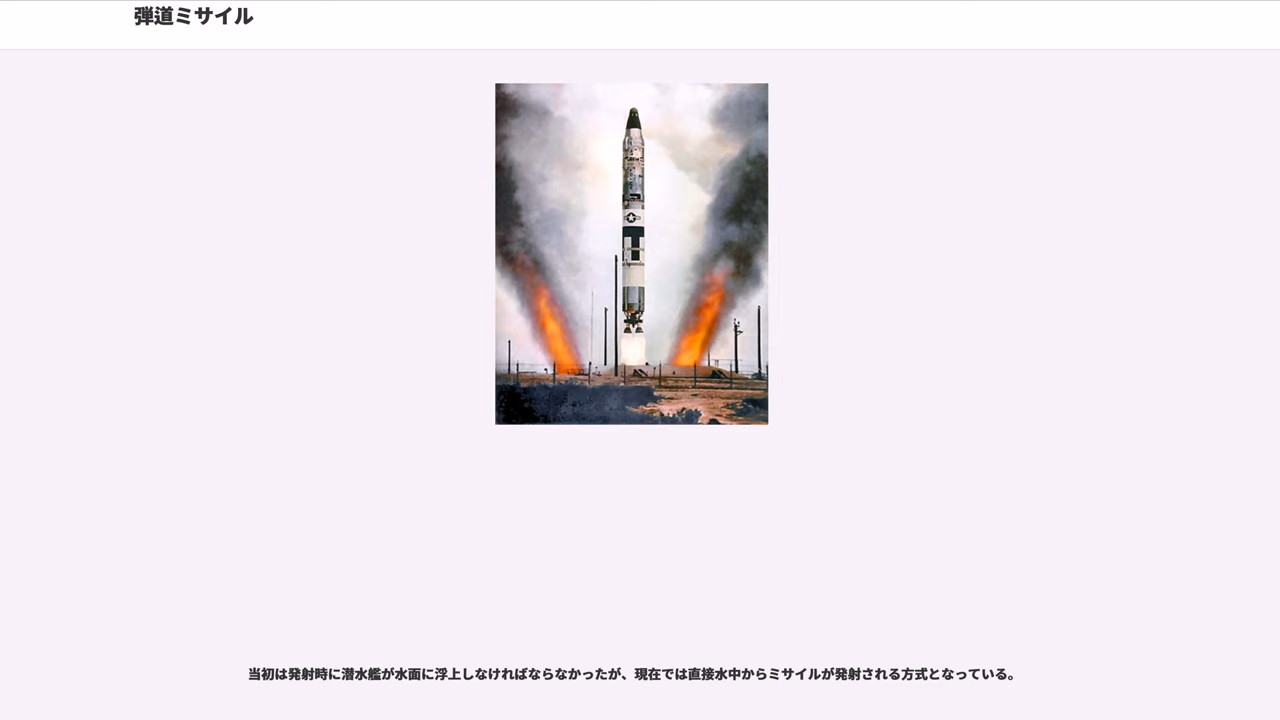 弾道ミサイル
当初は発射時に潜水艦が水面に浮上しなければならなかったが、現在では直接水中からミサイルが発射される方式となっている。